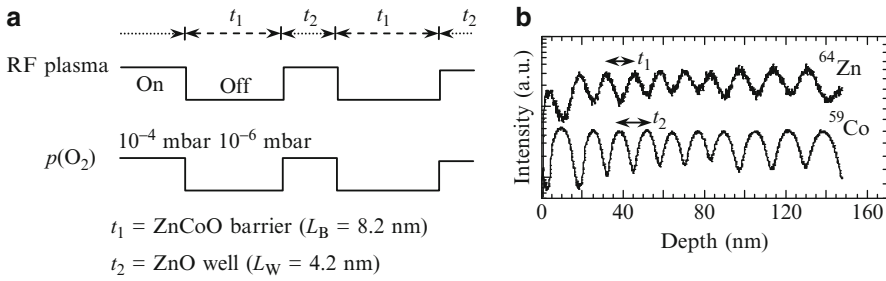 a
t₁ t₂ t₁ t₂
RF plasma On Off
10⁻⁴ mbar 10⁻⁶ mbar
p(O₂)
t₁ = ZnCoO barrier (L_B = 8.2 nm)
t₂ = ZnO well (L_W = 4.2 nm)
b
Intensity (a.u.)
t₁
⁶⁴Zn
t₂
⁵⁹Co
0 40 80 120 160
Depth (nm)